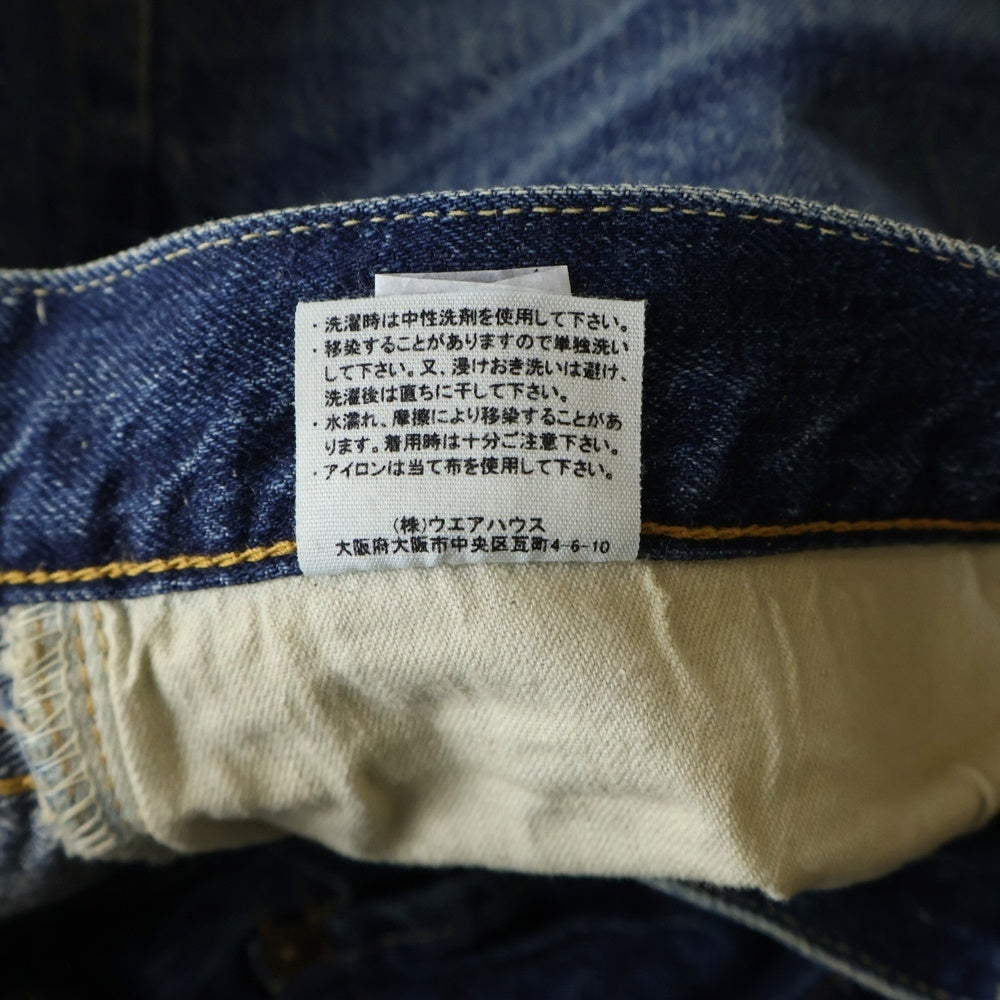 ・洗濯時は中性洗剤を使用して下さい。
・移染することがありますので単独洗い
して下さい。又、浸けおき洗いは避け、
洗濯後は直ちに干して下さい。
・水濡れ、摩擦により移染することがあ
ります。着用時は十分ご注意下さい。
・アイロンは当て布を使用して下さい。
(株)ウエアハウス
大阪府大阪市中央区瓦町4-6-10